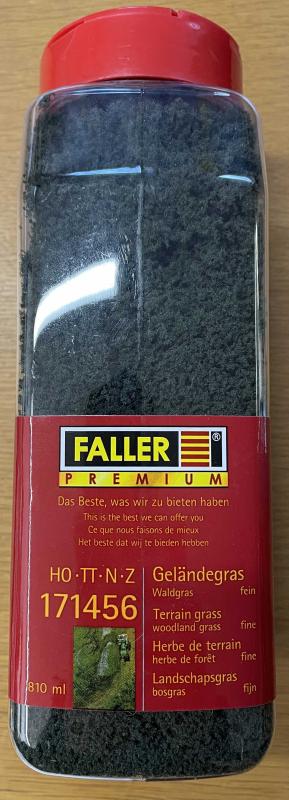 FALLER ®
PREMIUM
Das Beste, was wir zu bieten haben
This is the best we can offer you
Ce que nous faisons de mieux
Het beste dat wij te bieden hebben
HO·TT·N·Z
171456
810 ml
Geländegras
Waldgras fein
Terrain grass
woodland grass fine
Herbe de terrain
herbe de forêt fine
Landschapsgras
bosgras fijn